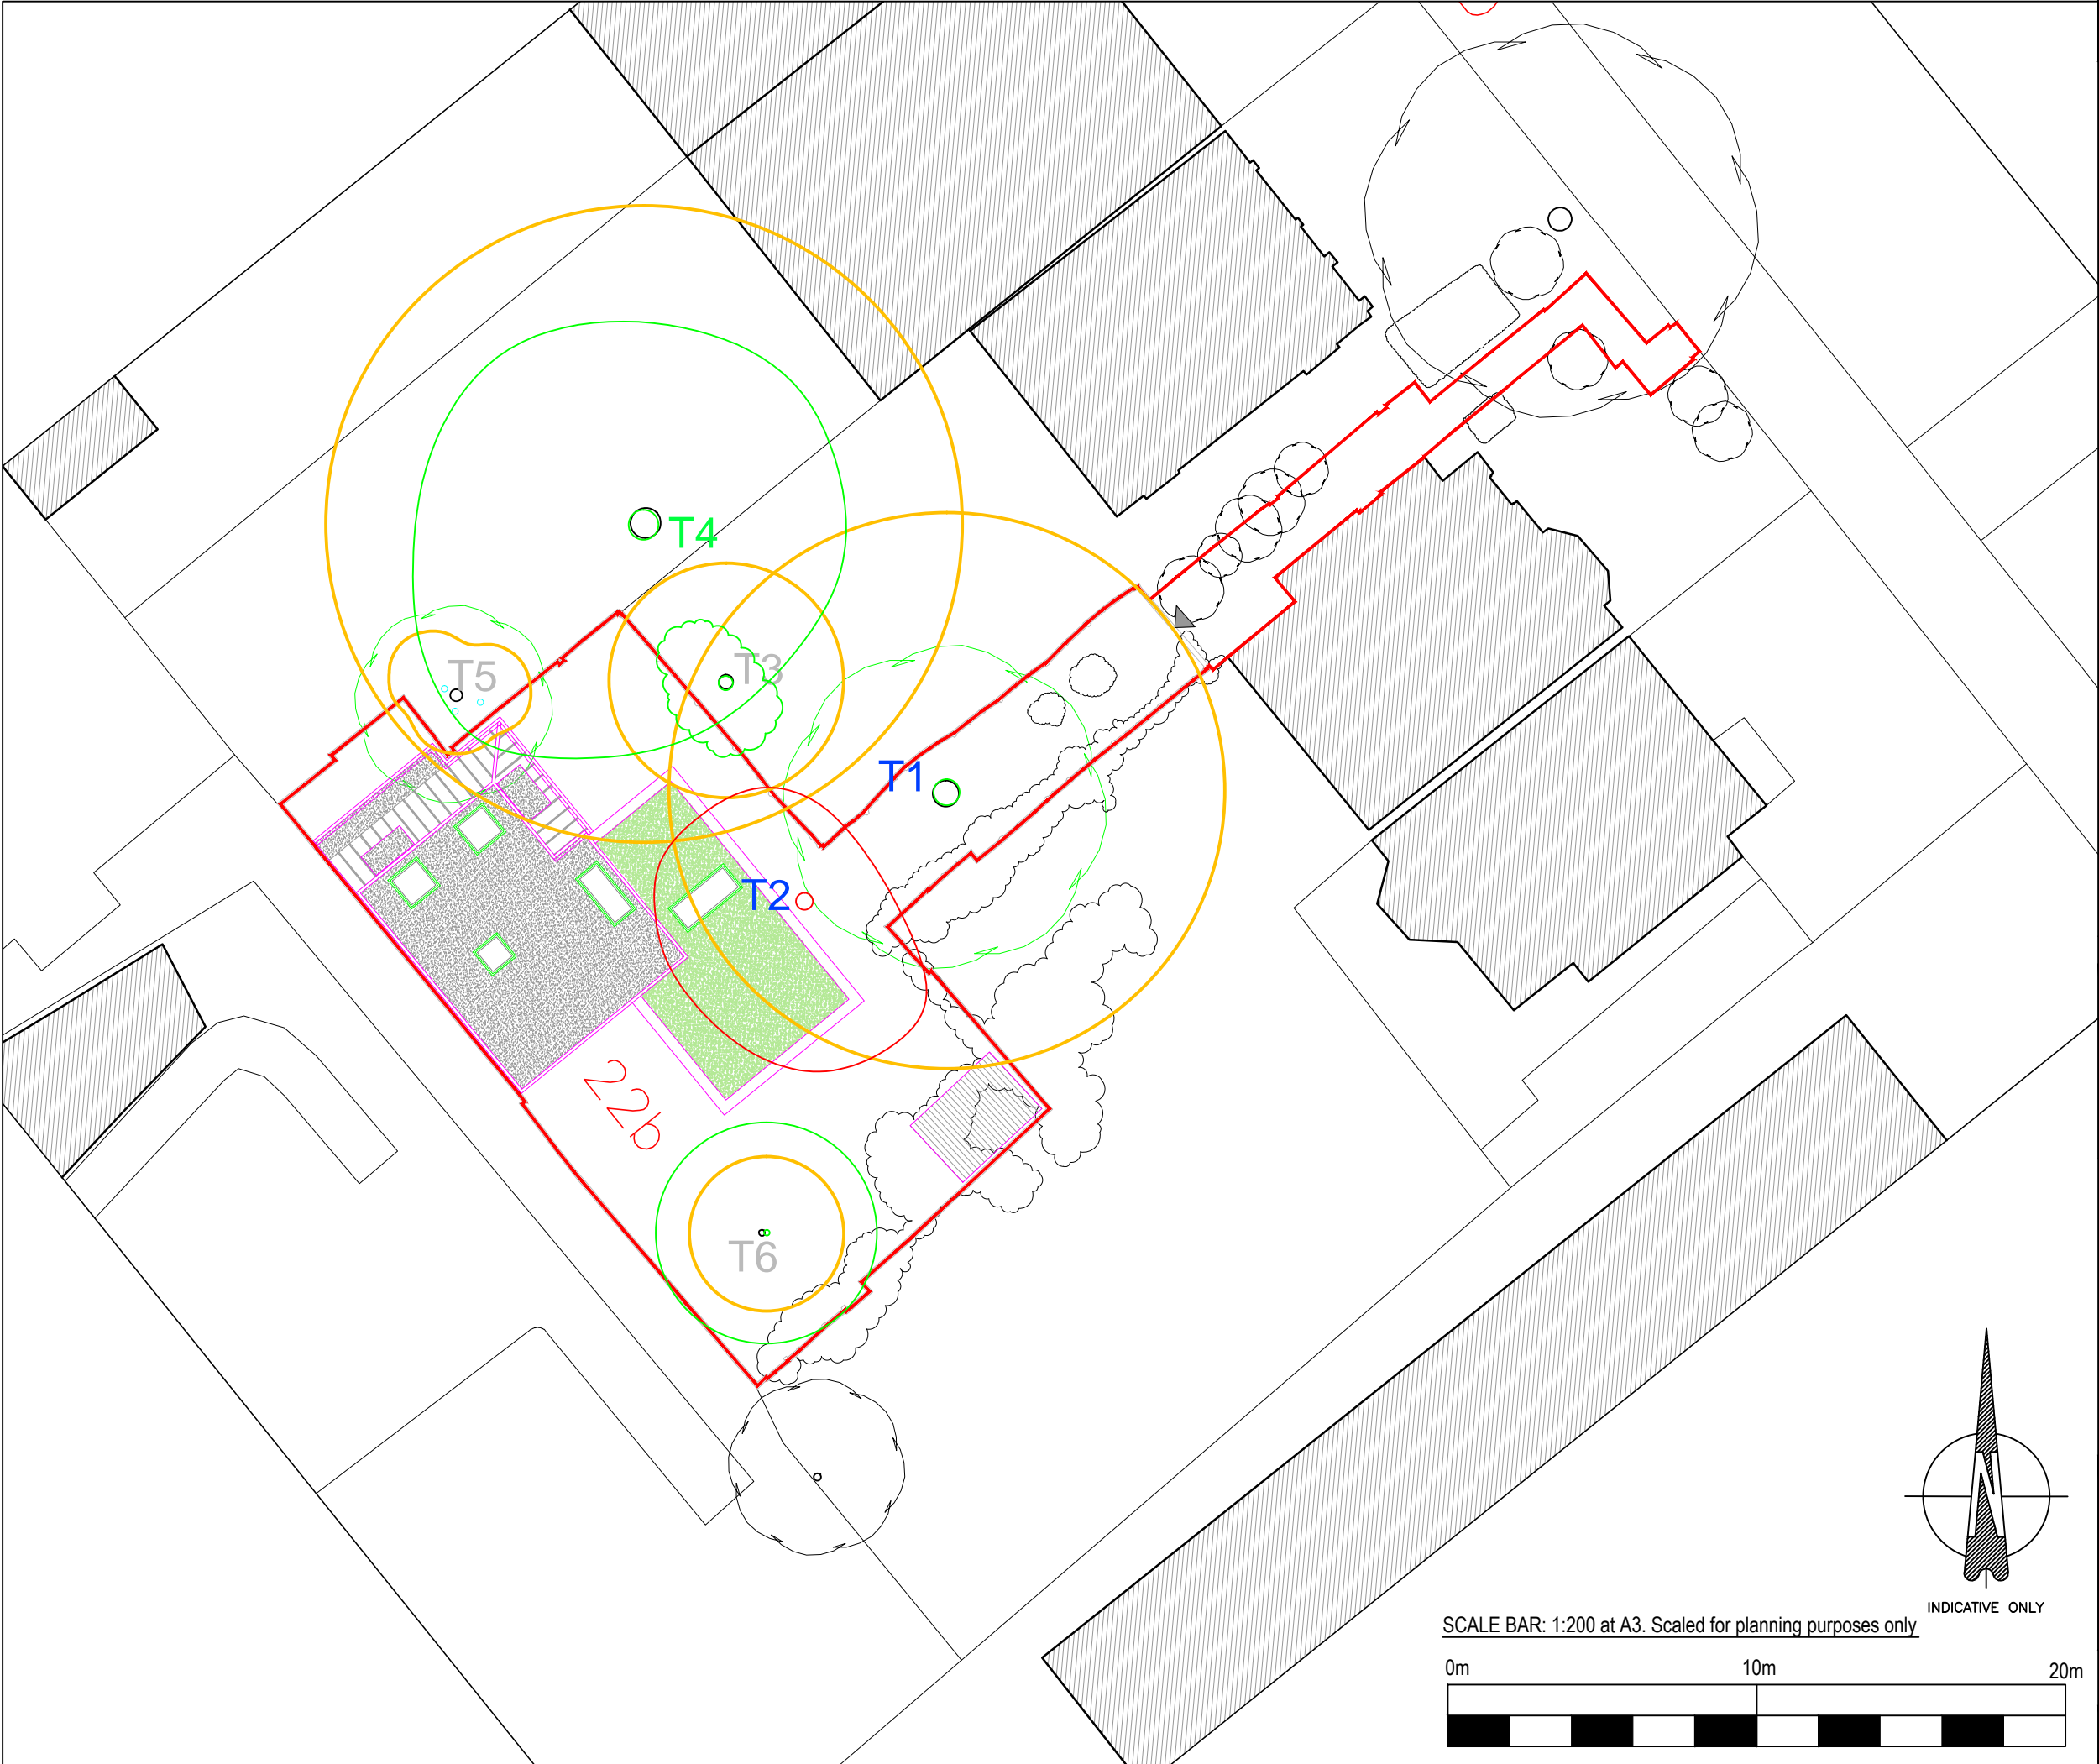 T4
T3
T5
T1
T2
22b
T6
N
INDICATIVE ONLY
SCALE BAR: 1:200 at A3. Scaled for planning purposes only
0m 10m 20m